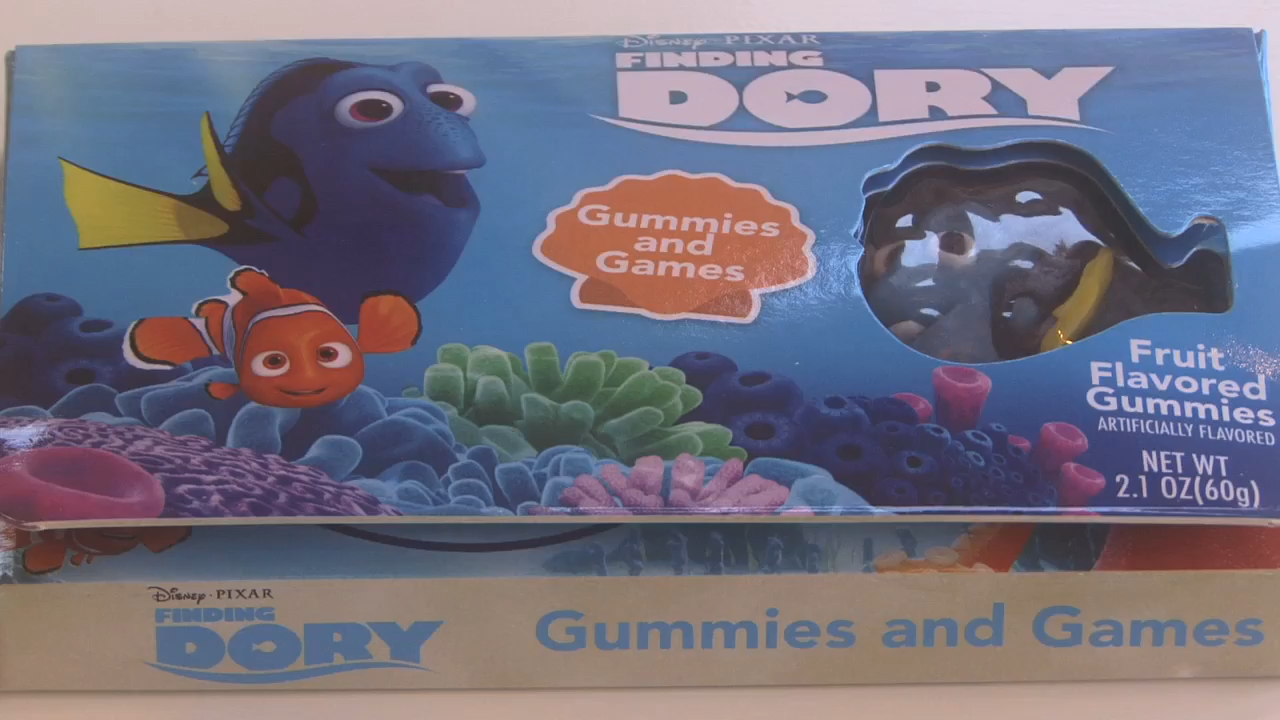 Disney · PIXAR
FINDING
DORY
Gummies
and
Games
Fruit
Flavored
Gummies
ARTIFICIALLY FLAVORED
NET WT
2.1 OZ(60g)
Disney · PIXAR
FINDING
DORY
Gummies and Games